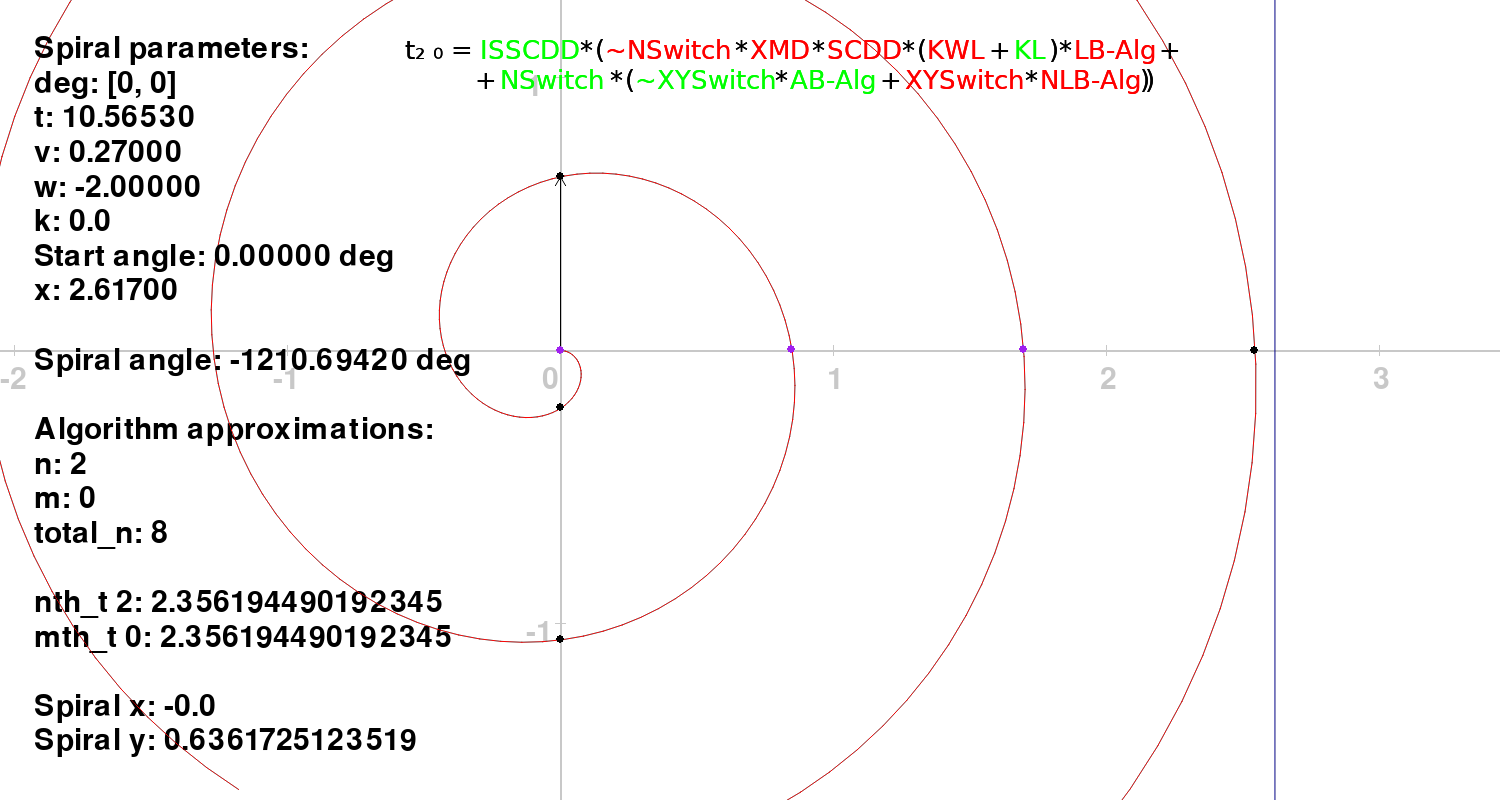 Spiral parameters:
deg: [0, 0]
t: 10.56530
v: 0.27000
w: -2.00000
k: 0.0
Start angle: 0.00000 deg
x: 2.61700
Spiral angle: -1210.69420 deg
Algorithm approximations:
n: 2
m: 0
total_n: 8
nth_t 2: 2.356194490192345
mth_t 0: 2.356194490192345
Spiral x: -0.0
Spiral y: 0.6361725123519
t₂ ₀ = ISSCDD*(~NSwitch*XMD*SCDD*(KWL+KL)*LB-Alg+
+NSwitch*(~XYSwitch*AB-Alg+XYSwitch*NLB-Alg))
1
-2
-1
0
1
2
3
-1